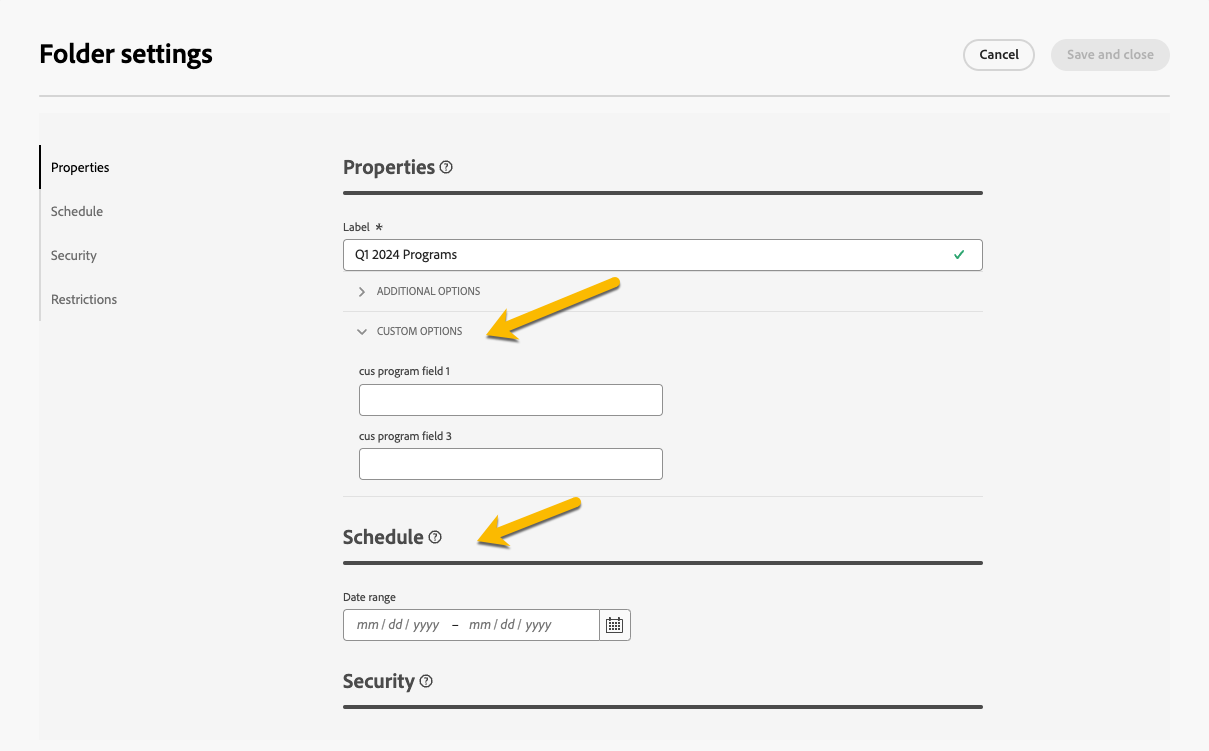 Folder settings
Cancel
Save and close
Properties
Schedule
Security
Restrictions
Properties
Label *
Q1 2024 Programs
ADDITIONAL OPTIONS
CUSTOM OPTIONS
cus program field 1
cus program field 3
Schedule
Date range
mm / dd / yyyy – mm / dd / yyyy
Security